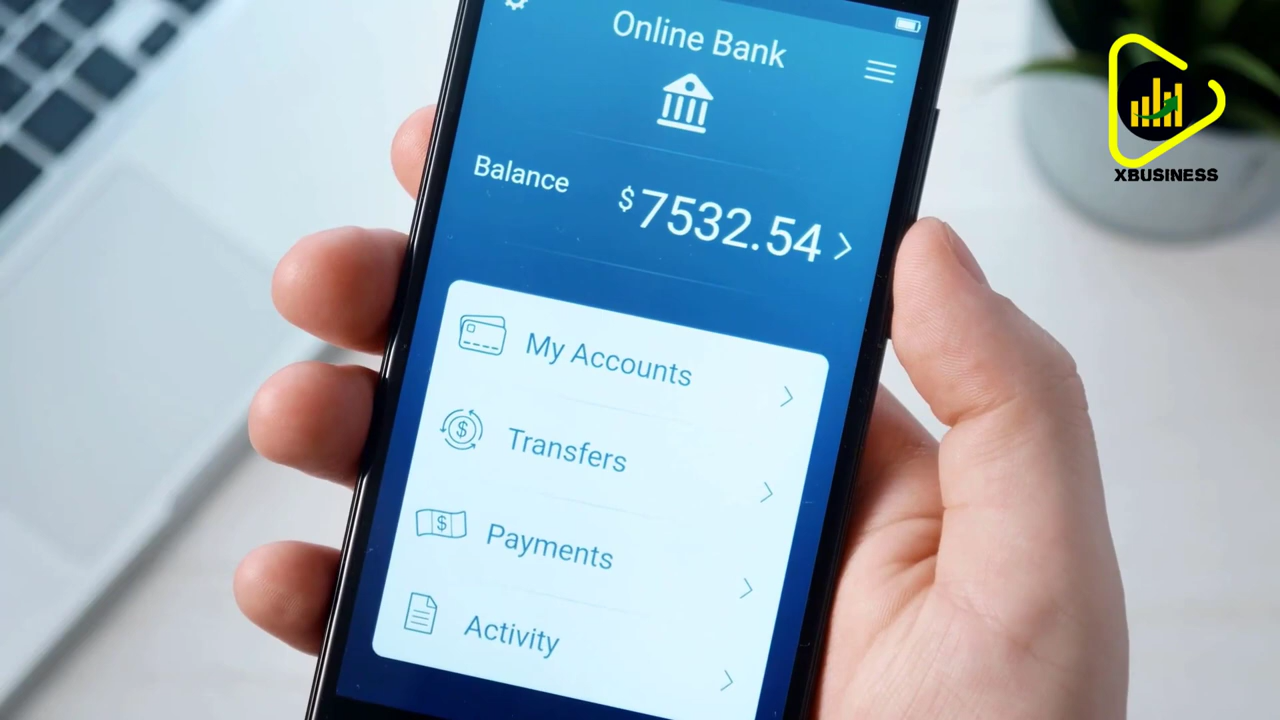 Online Bank
Balance
$7532.54
My Accounts
Transfers
Payments
Activity
XBUSINESS